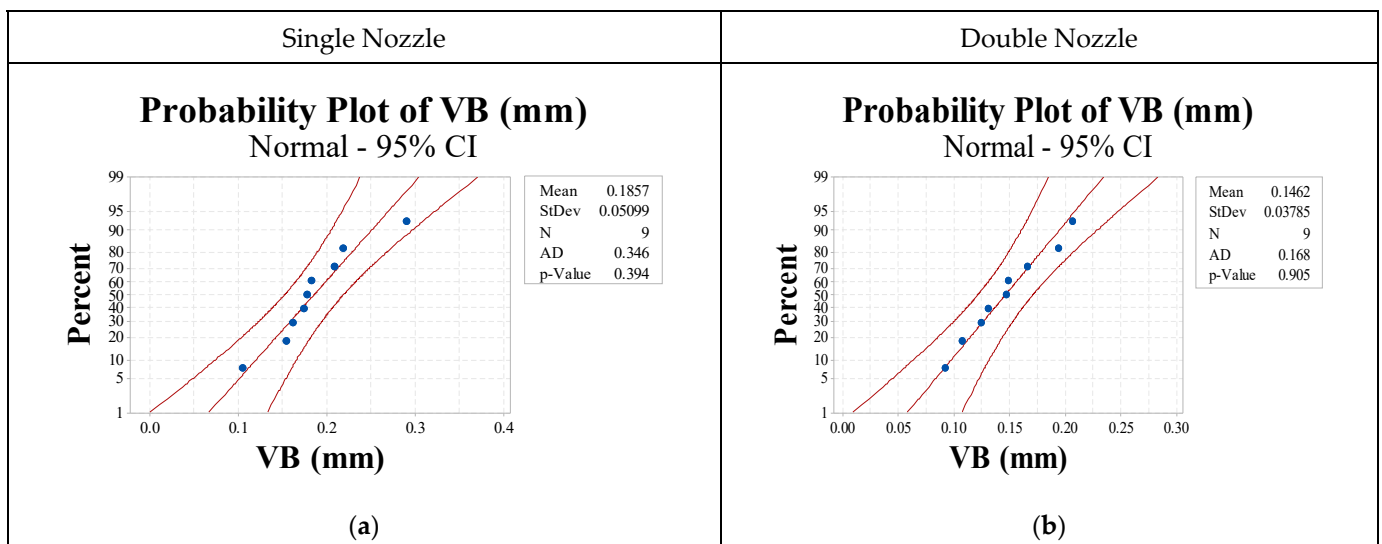 Single Nozzle
Double Nozzle
Probability Plot of VB (mm)
Normal - 95% CI
99
95
90
80
70
60
50
40
30
20
10
5
1
Percent
0.0 0.1 0.2 0.3 0.4
VB (mm)
Mean 0.1857
StDev 0.05099
N 9
AD 0.346
p-Value 0.394
(a)
Probability Plot of VB (mm)
Normal - 95% CI
99
95
90
80
70
60
50
40
30
20
10
5
1
Percent
0.00 0.05 0.10 0.15 0.20 0.25 0.30
VB (mm)
Mean 0.1462
StDev 0.03785
N 9
AD 0.168
p-Value 0.905
(b)